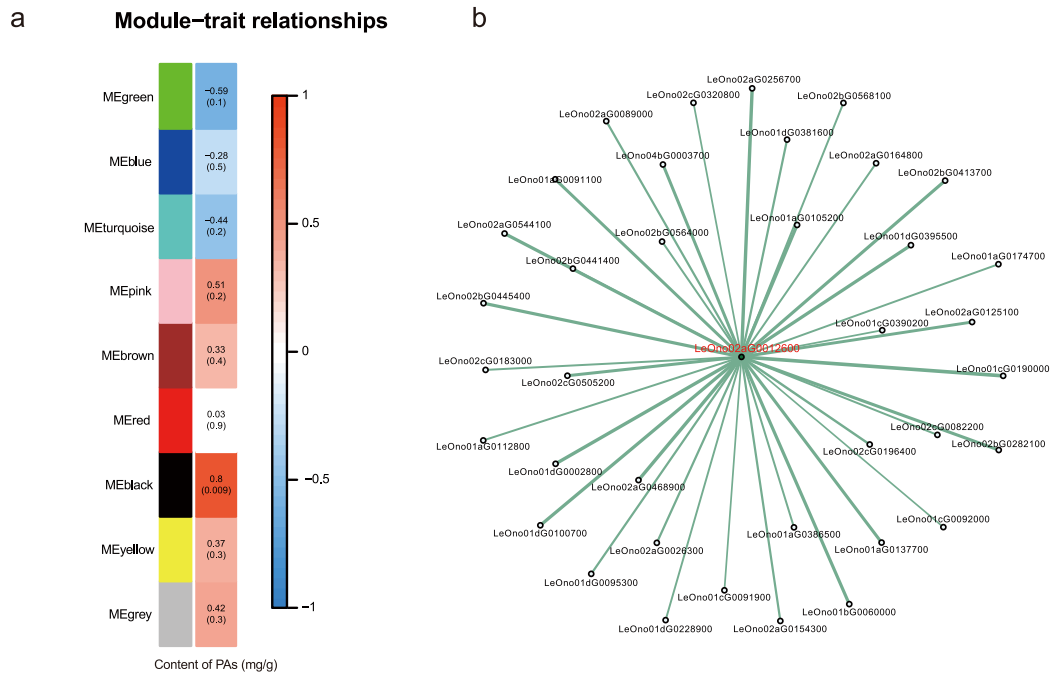 a
Module−trait relationships
MEgreen
−0.59
(0.1)
MEblue
−0.28
(0.5)
MEturquoise
−0.44
(0.2)
MEpink
0.51
(0.2)
MEbrown
0.33
(0.4)
MEred
0.03
(0.9)
MEblack
0.8
(0.009)
MEyellow
0.37
(0.3)
MEgrey
0.42
(0.3)
1
0.5
0
−0.5
−1
Content of PAs (mg/g)
b
LeOno02aG0256700
LeOno02cG0320800
LeOno02bG0568100
LeOno02aG0089000
LeOno01dG0381600
LeOno04bG0003700
LeOno02aG0164800
LeOno01aG0091100
LeOno02bG0413700
LeOno01aG0105200
LeOno02aG0544100
LeOno02bG0564000
LeOno01dG0395500
LeOno02bG0441400
LeOno01aG0174700
LeOno02bG0445400
LeOno02aG0125100
LeOno01cG0390200
LeOno02aG0012600
LeOno02cG0183000
LeOno02cG0505200
LeOno01cG0190000
LeOno02cG0082200
LeOno01aG0112800
LeOno02bG0282100
LeOno02cG0196400
LeOno01dG0002800
LeOno02aG0468900
LeOno01cG0092000
LeOno01dG0100700
LeOno01aG0386500
LeOno02aG0026300
LeOno01aG0137700
LeOno01dG0095300
LeOno01cG0091900
LeOno01bG0060000
LeOno01dG0228900
LeOno02aG0154300